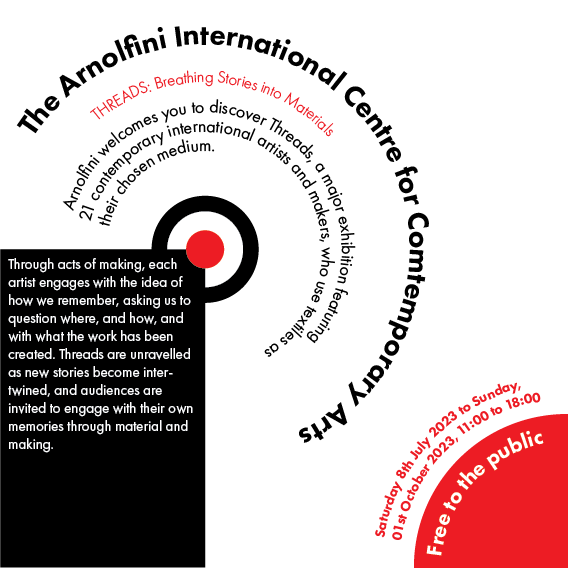 The Arnolfini International Centre for Comtemporary Arts
THREADS: Breathing Stories into Materials
Arnolfini welcomes you to discover Threads, a major exhibition featuring
21 contemporary international artists and makers, who use textiles as
their chosen medium.
Through acts of making, each
artist engages with the idea of
how we remember, asking us to
question where, and how, and
with what the work has been
created. Threads are unravelled
as new stories become inter-
twined, and audiences are
invited to engage with their own
memories through material and
making.
Saturday 8th July 2023 to Sunday,
01st October 2023, 11:00 to 18:00
Free to the public